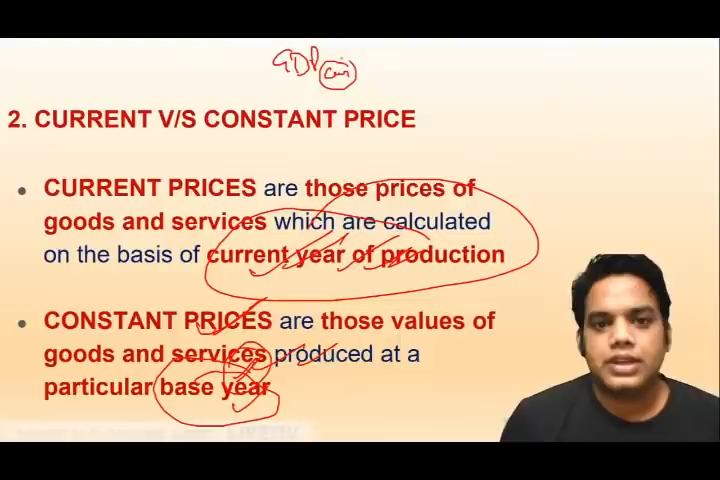 GDP
2. CURRENT V/S CONSTANT PRICE
• CURRENT PRICES are those prices of
goods and services which are calculated
on the basis of current year of production
• CONSTANT PRICES are those values of
goods and services produced at a
particular base year